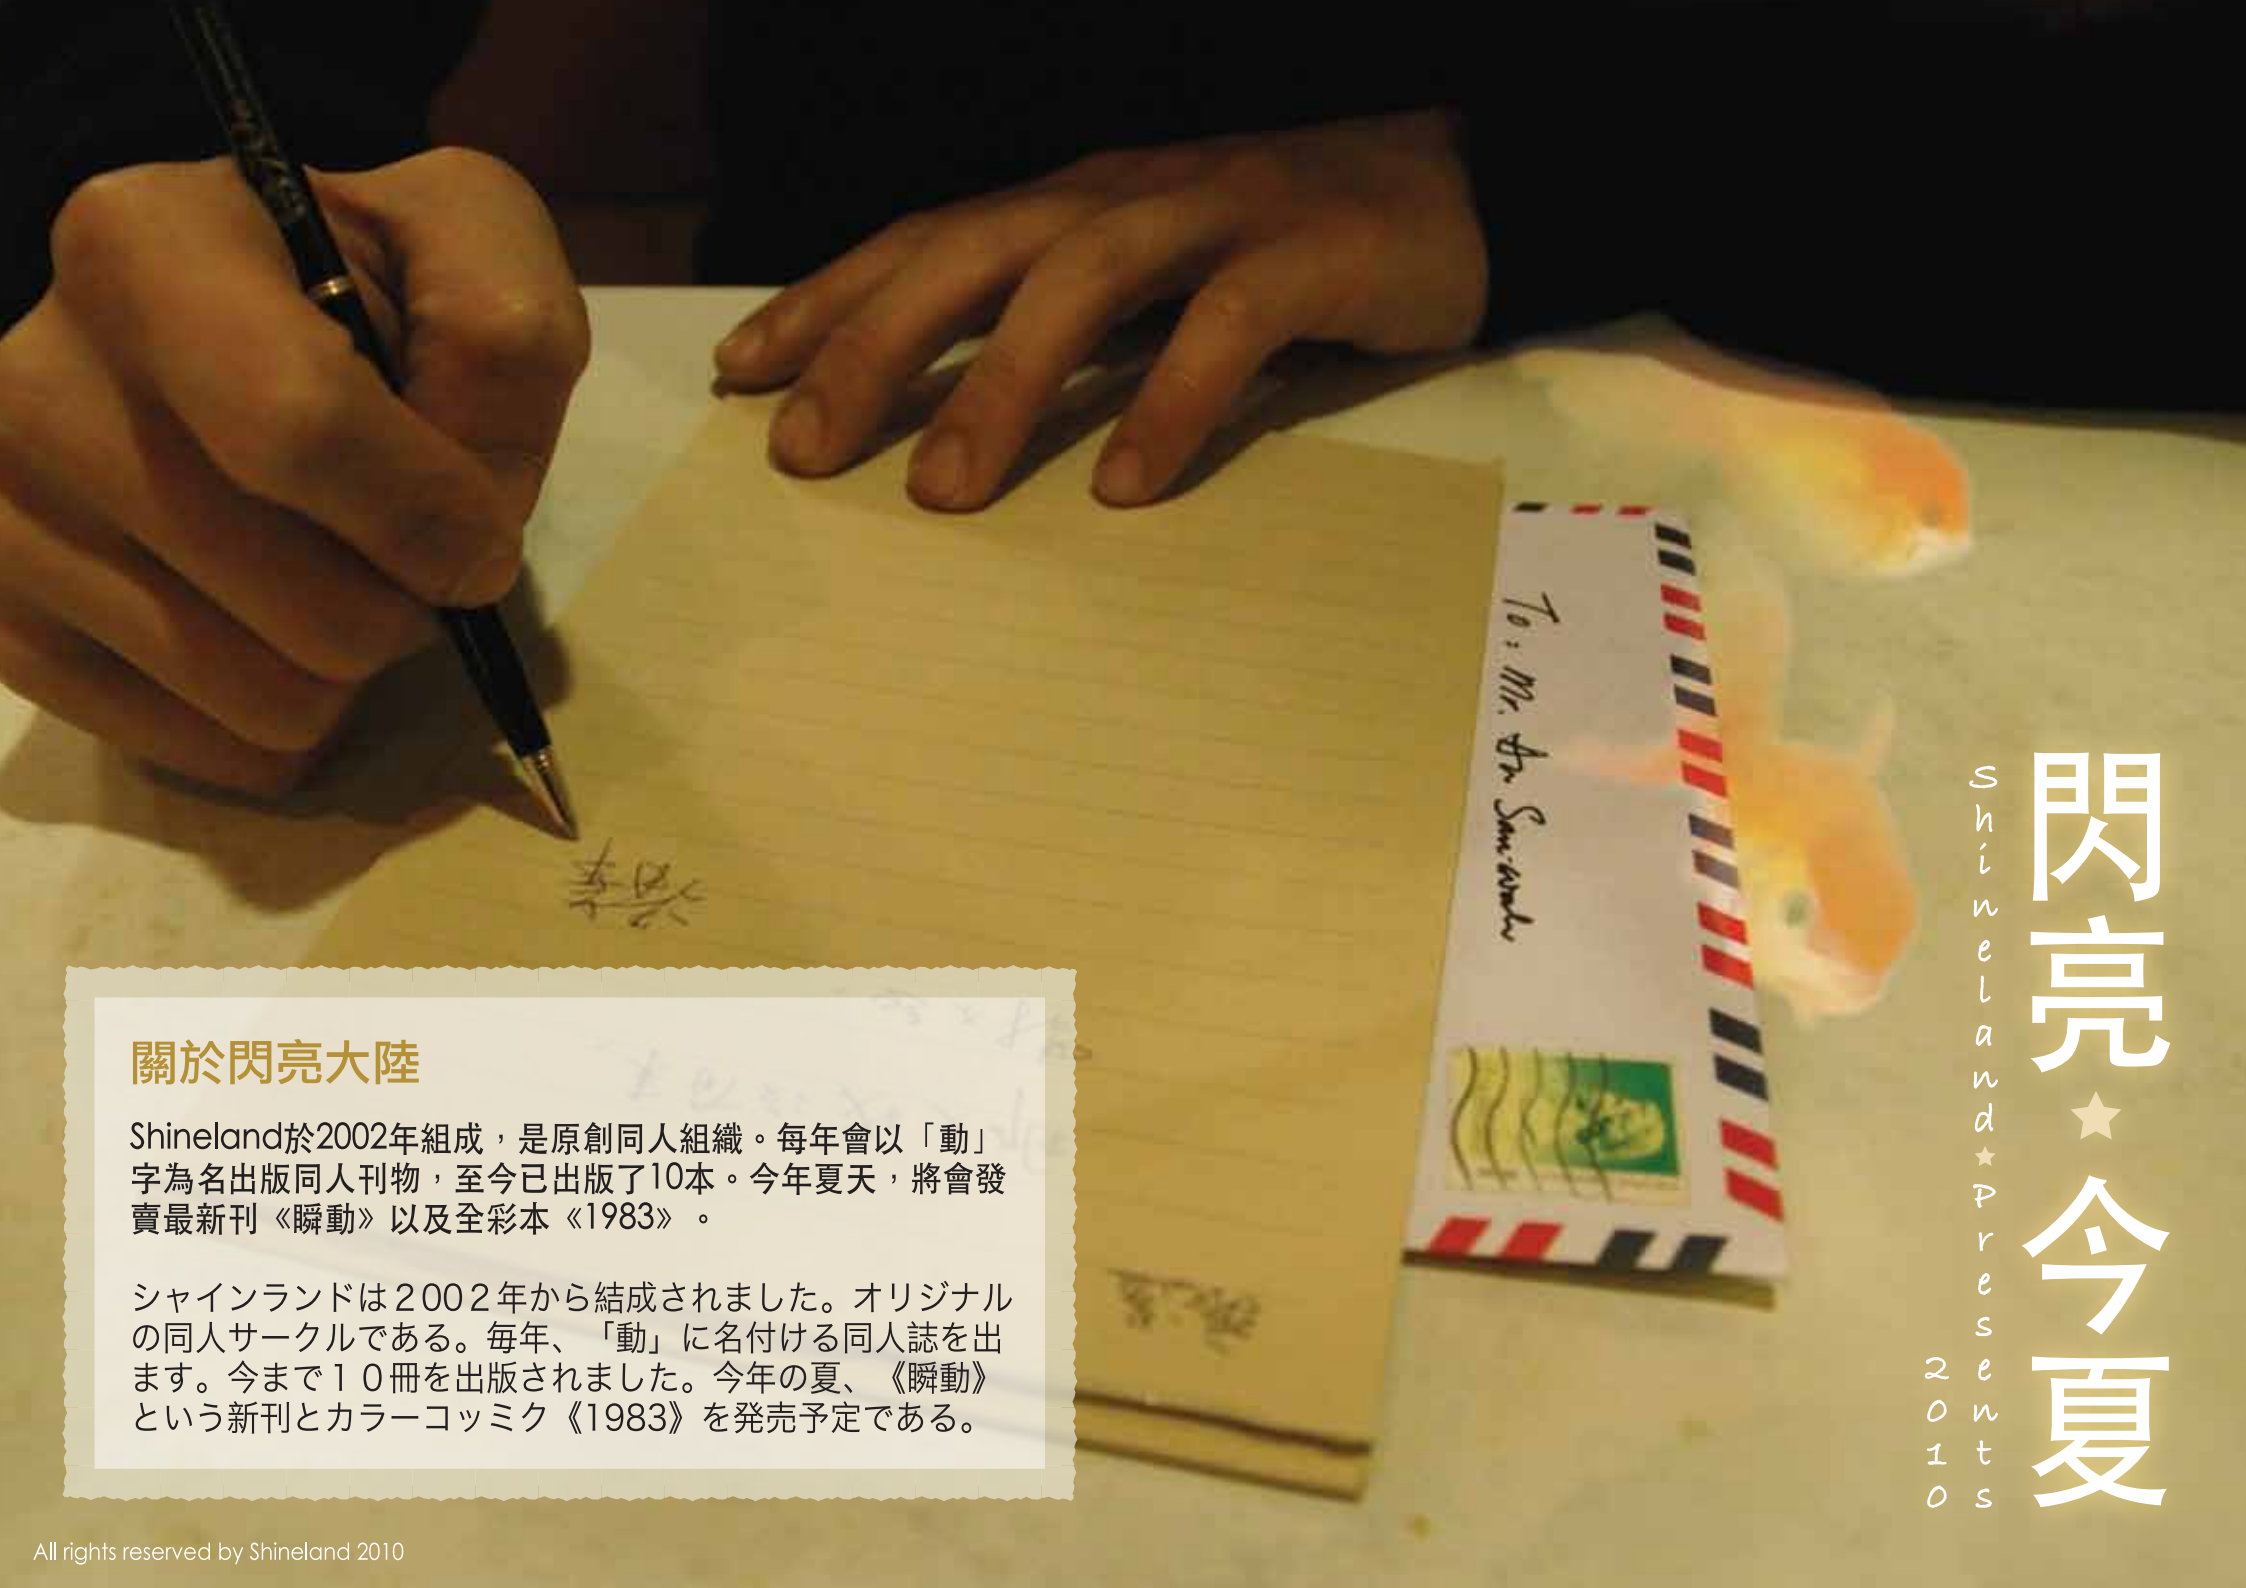 To: Mr. An San-wah
閃亮★今夏
Shineland★Presents
2010
關於閃亮大陸
Shineland於2002年組成，是原創同人組織。每年會以「動」
字為名出版同人刊物，至今已出版了10本。今年夏天，將會發
賣最新刊《瞬動》以及全彩本《1983》。
シャインランドは２００２年から結成されました。オリジナル
の同人サークルである。毎年、「動」に名付ける同人誌を出
ます。今まで１０冊を出版されました。今年の夏、《瞬動》
という新刊とカラーコッミク《1983》を発売予定である。
All rights reserved by Shineland 2010